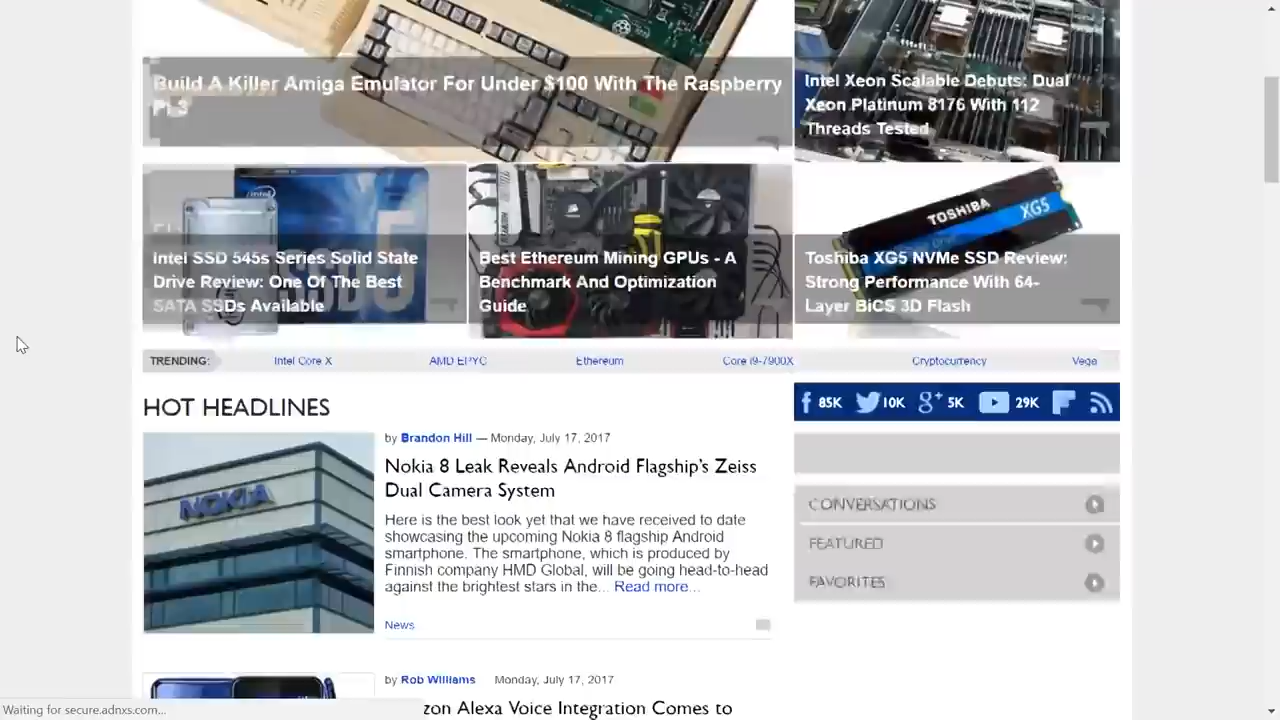 Build A Killer Amiga Emulator For Under $100 With The Raspberry
Pi 3
Intel Xeon Scalable Debuts: Dual
Xeon Platinum 8176 With 112
Threads Tested
intel
TOSHIBA
XG5
Intel SSD 545s Series Solid State
Drive Review: One Of The Best
SATA SSDs Available
Best Ethereum Mining GPUs - A
Benchmark And Optimization
Guide
Toshiba XG5 NVMe SSD Review:
Strong Performance With 64-
Layer BiCS 3D Flash
TRENDING: Intel Core X AMD EPYC Ethereum Core i9-7900X Cryptocurrency Vega
85K 10K g+ 5K 29K
HOT HEADLINES
by Brandon Hill — Monday, July 17, 2017
Nokia 8 Leak Reveals Android Flagship's Zeiss
Dual Camera System
NOKIA
Here is the best look yet that we have received to date
showcasing the upcoming Nokia 8 flagship Android
smartphone. The smartphone, which is produced by
Finnish company HMD Global, will be going head-to-head
against the brightest stars in the... Read more...
News
CONVERSATIONS
FEATURED
FAVORITES
by Rob Williams Monday, July 17, 2017
zon Alexa Voice Integration Comes to
Waiting for secure.adnxs.com...